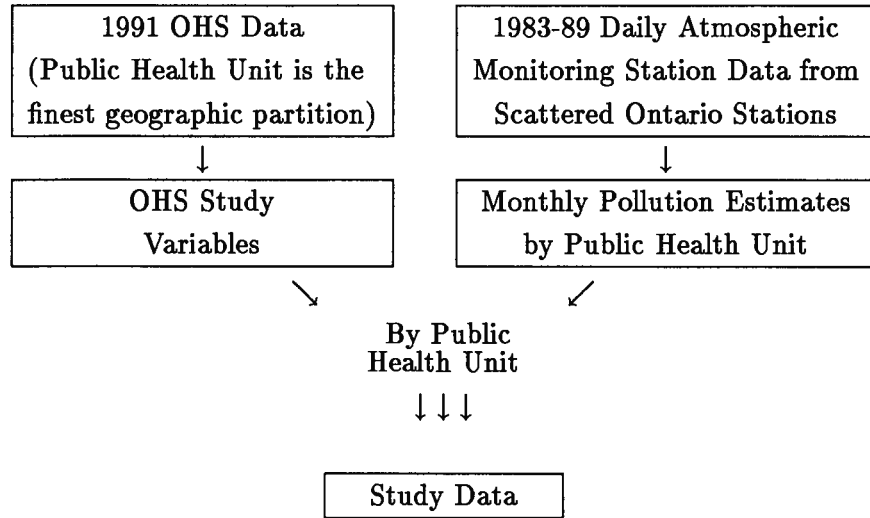 1991 OHS Data
(Public Health Unit is the
finest geographic partition)
1983-89 Daily Atmospheric
Monitoring Station Data from
Scattered Ontario Stations
↓ ↓
OHS Study
Variables
Monthly Pollution Estimates
by Public Health Unit
↘ ↙
By Public
Health Unit
↓ ↓ ↓
Study Data